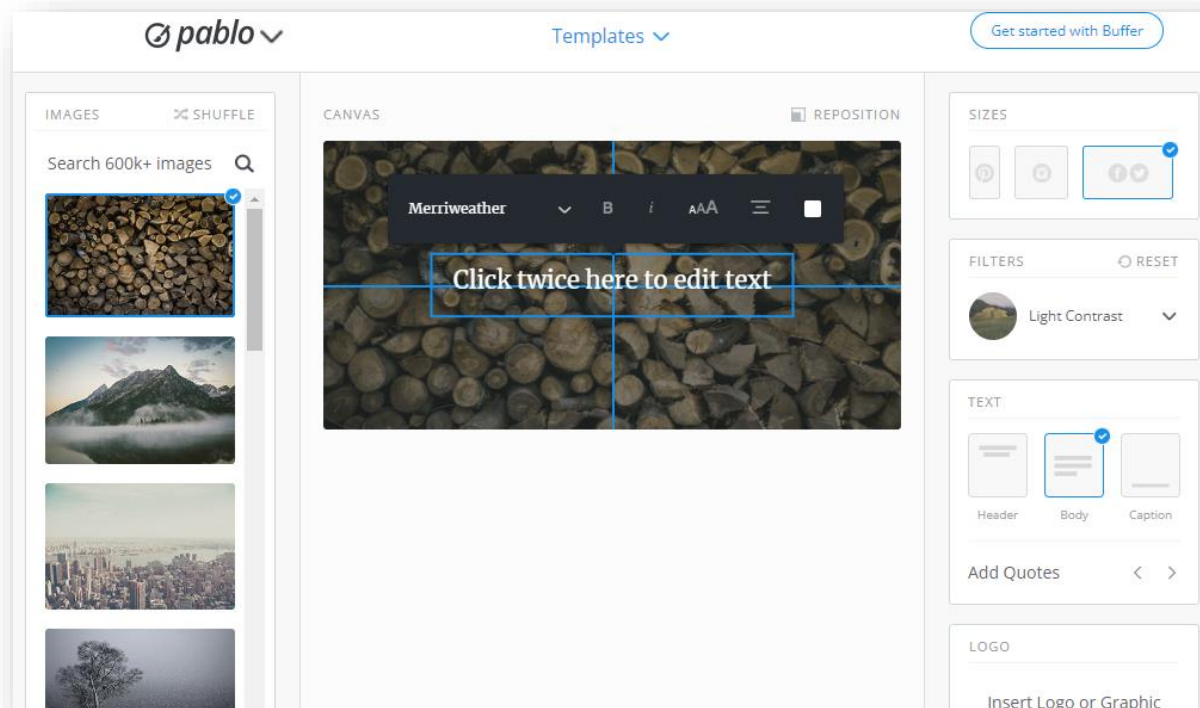 pablo
Templates
Get started with Buffer
IMAGES
SHUFFLE
Search 600k+ images
CANVAS
REPOSITION
Merriweather
B
i
AAA
Click twice here to edit text
SIZES
FILTERS
RESET
Light Contrast
TEXT
Header
Body
Caption
Add Quotes
LOGO
Insert Logo or Graphic